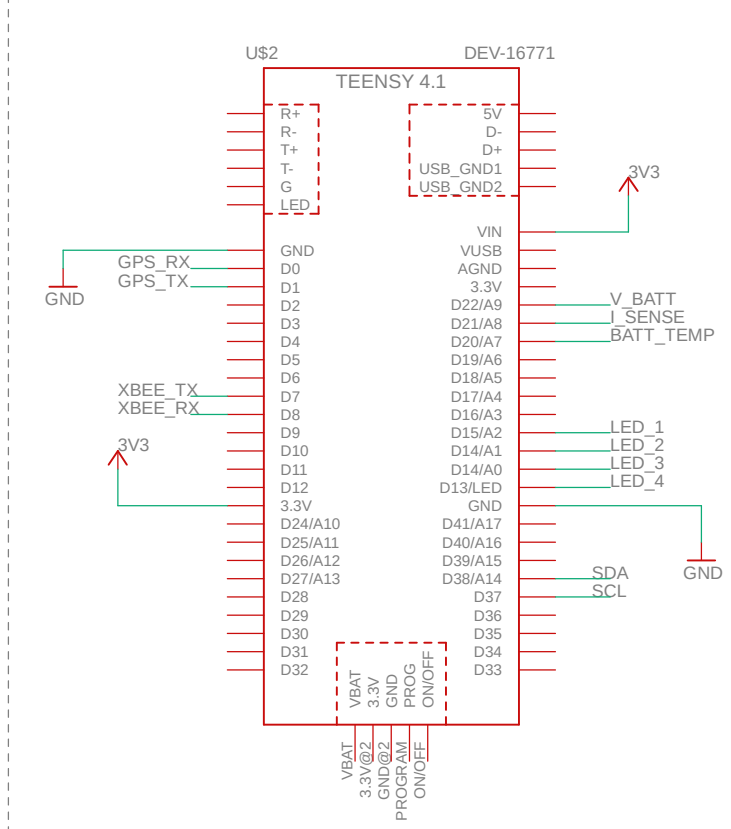 U$2 DEV-16771
TEENSY 4.1
R+ 5V
R- D-
T+ D+
T- USB_GND1
G USB_GND2
LED
3V3
VIN
GND VUSB
GPS_RX D0 AGND
GPS_TX D1 3.3V
GND
D2 D22/A9 V_BATT
D3 D21/A8 I_SENSE
D4 D20/A7 BATT_TEMP
D5 D19/A6
D6 D18/A5
XBEE_TX D7 D17/A4
XBEE_RX D8 D16/A3
D9 D15/A2 LED_1
3V3 D10 D14/A1 LED_2
D11 D14/A0 LED_3
D12 D13/LED LED_4
3.3V GND
D24/A10 D41/A17
D25/A11 D40/A16
D26/A12 D39/A15
GND
D27/A13 D38/A14 SDA
D28 D37 SCL
D29 D36
D30 D35
D31 D34
D32 D33
VBAT
3.3V
GND
PROG
ON/OFF
VBAT
3.3V@2
GND@2
PROGRAM
ON/OFF